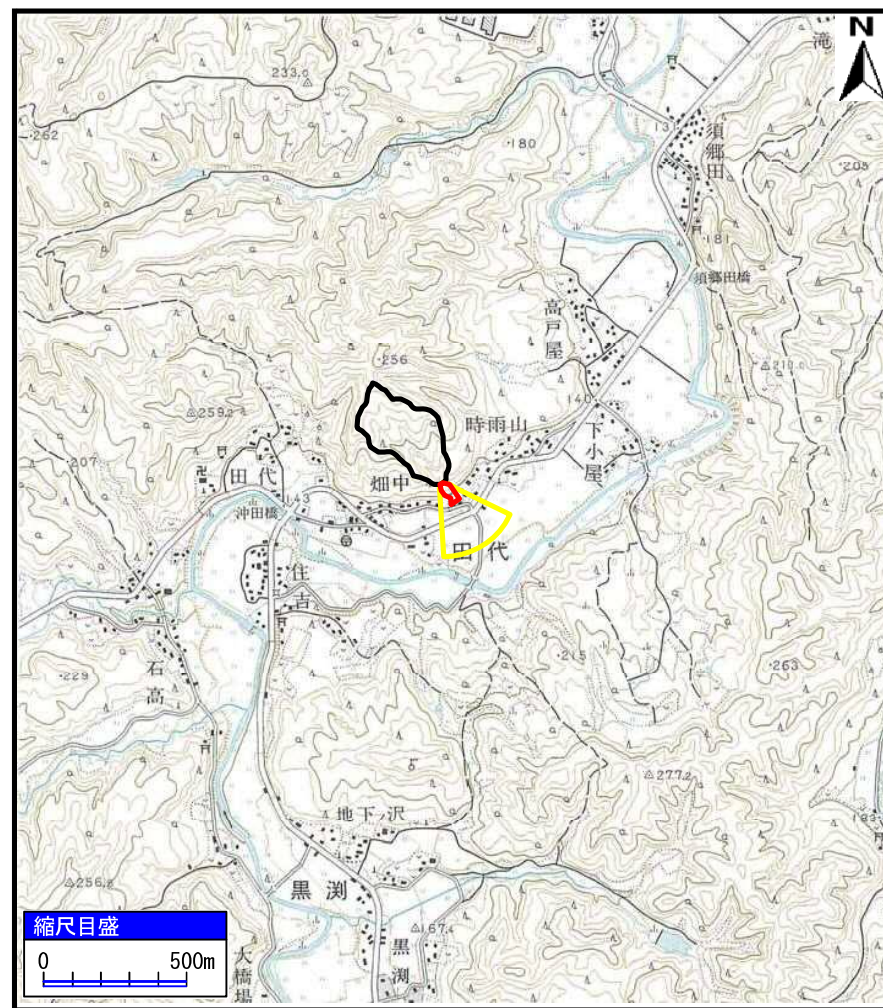 N
滝
233.0
13
262
180
須郷田
205
181
須郷田橋
高戸屋
256
210.0
140
259.2
時雨山
下小屋
207
卍
田代
畑中
143
沖田橋
田代
住吉
215
263
229
石高
277.2
地下ノ沢
183
256.8
黒渕
167
黒渕
大橋場
縮尺目盛
0
500m